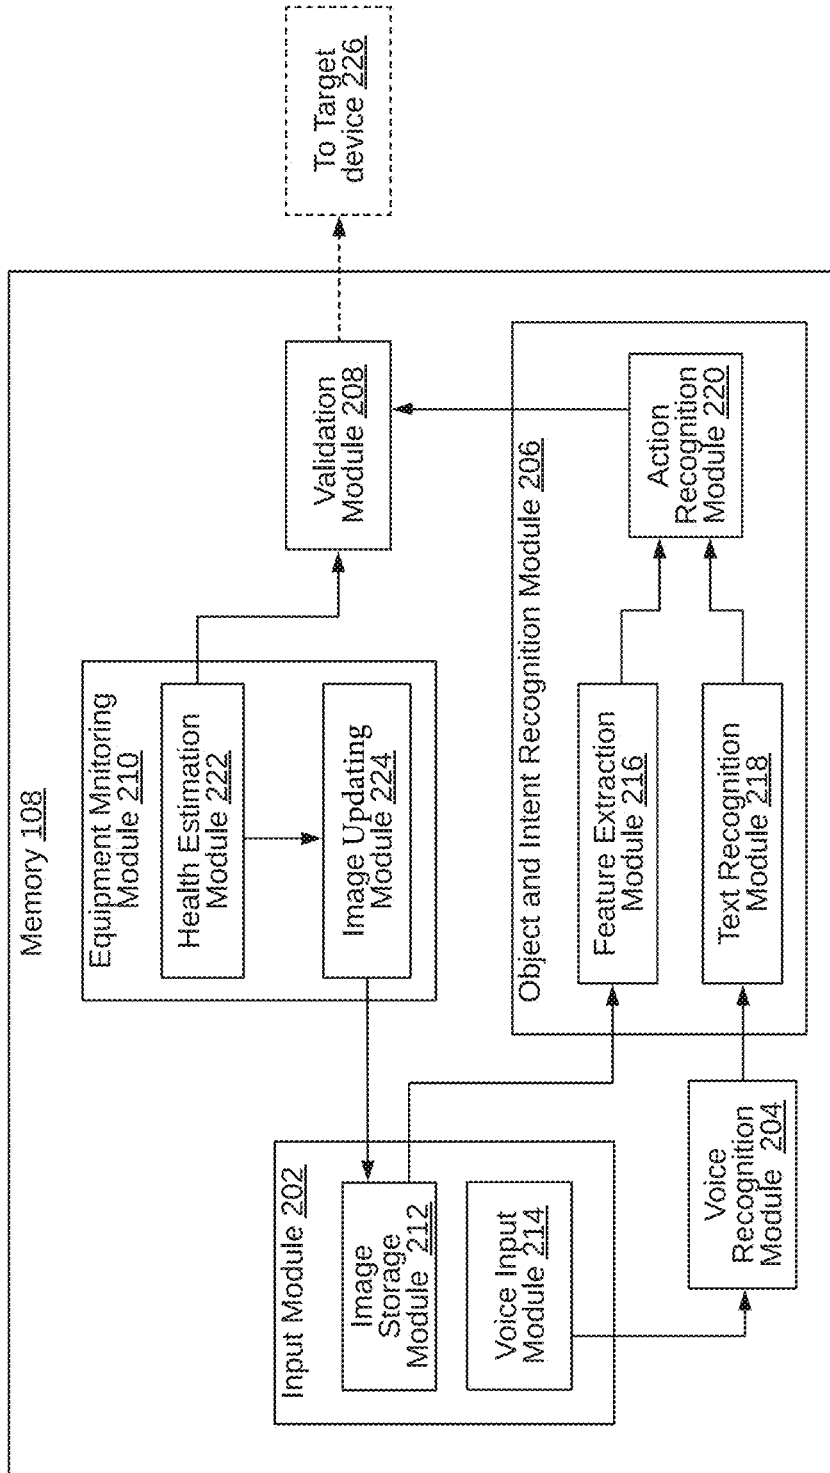 Memory 108
Input Module 202
Image
Storage
Module 212
Voice Input
Module 214
Voice
Recognition
Module 204
Equipment Mnitoring
Module 210
Health Estimation
Module 222
Image Updating
Module 224
Object and Intent Recognition Module 206
Feature Extraction
Module 216
Text Recognition
Module 218
Action
Recognition
Module 220
Validation
Module 208
To Target
device 226